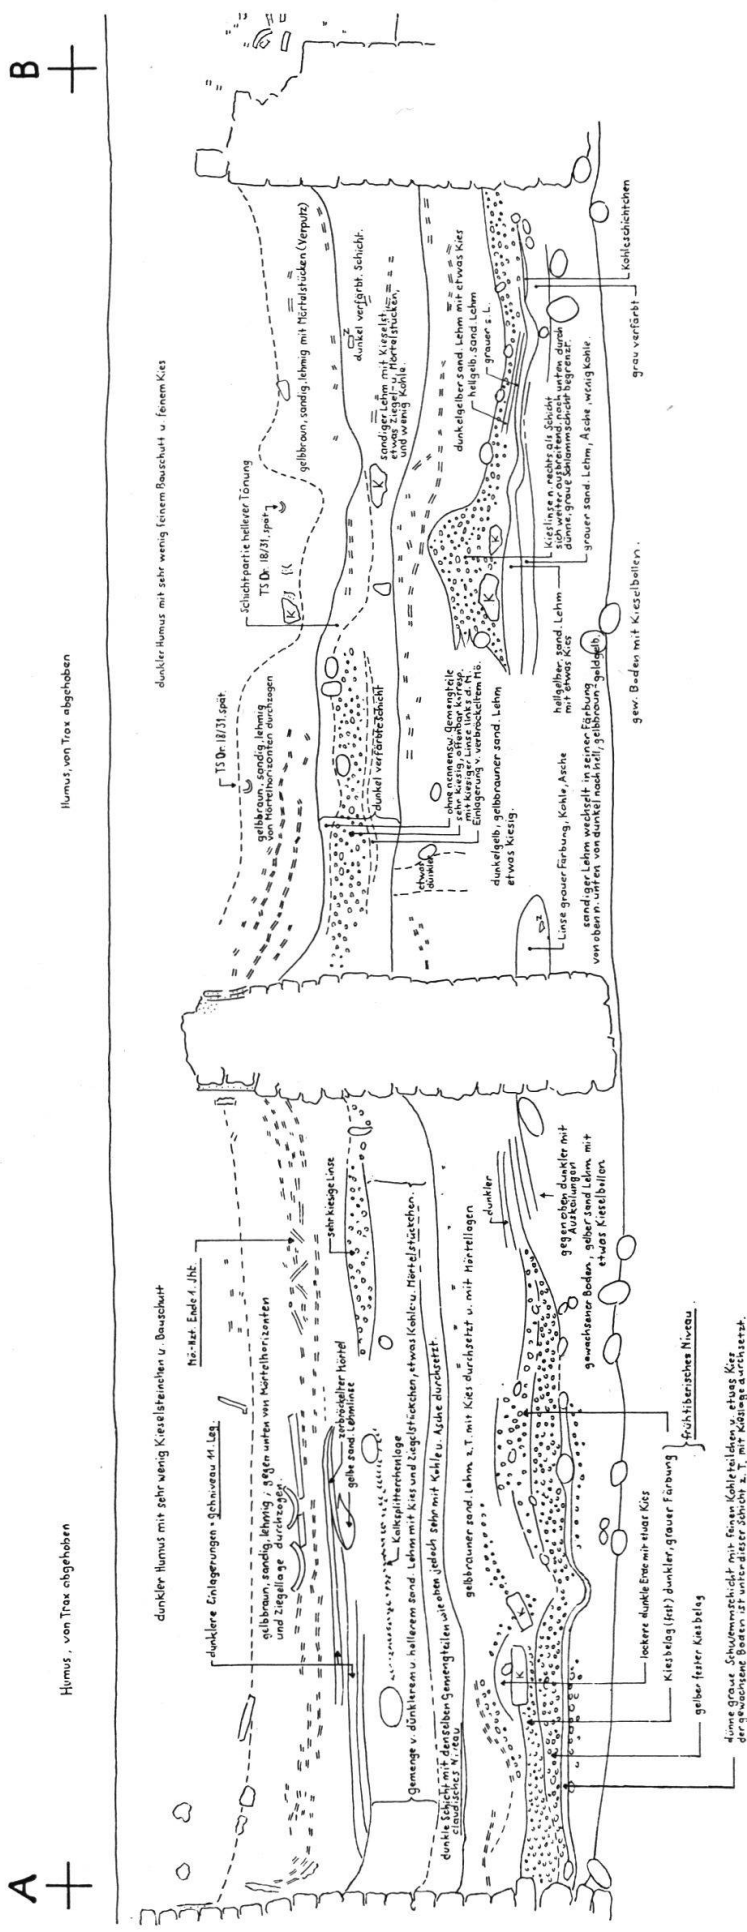 A
B
Humus, von Trax abgehoben
Humus, von Trax abgehoben
dunkler Humus mit sehr wenig Kieselsteinchen u. Bauschutt
dunkler Humus mit sehr wenig feinem Bauschutt u. feinem Kies
Mö.-Hzt. Ende 1. Jht.
dunklere Einlagerungen = Gehniveau 11. Leg.
gelbbraun, sandig, lehmig; gegen unten von Mörtelhorizonten
und Ziegellage durchzogen.
zerbröckelter Mörtel
gelbe sand. Lehmlinse
sehr kiesige Linse
Kalksplitterchenlage
Gemenge v. dünklerem u. hellerem sand. Lehm mit Kies und Ziegelstückchen, etwas Kohle u. Mörtelstückchen.
dunkle Schicht mit denselben Gemengteilen wie oben jedoch sehr mit Kohle u. Asche durchsetzt.
claudisches Niveau
gelbbrauner sand. Lehm z.T. mit Kies durchsetzt u. mit Mörtellagen
dunkler
gegen oben dunkler mit
Auskeilungen
gewachsener Boden, gelber sand Lehm mit
etwas Kieselbollen
K
K
lockere dunkle Erde mit etwas Kies
Kiesbelag (fest) dunkler, grauer Färbung
frühtiberisches Niveau.
gelber fester Kiesbelag
dünne graue Schwemmschicht mit feinen Kohleteilchen u. etwas Kies
der gewachsene Boden ist unter dieser Schicht z. T. mit Kieslage durchsetzt.
TS Dr. 18/31, spät.
gelbbraun, sandig, lehmig
von Mörtelhorizonten durchzogen
Schichtpartie hellerer Tönung
TS Dr. 18/31, spät
K
gelbbraun, sandig, lehmig mit Mörtelstücken (Verputz)
Z
dunkel verfärbt. Schicht.
K
sandiger Lehm mit Kieselst.
etwas Ziegel- u. Mörtelstücken,
und wenig Kohle.
dunkel verfärbte Schicht
ohne nennensw. Gemengteile
sehr kiesig, offenbar korresp.
mit kiesiger Linse links d. M.
Einlagerung v. verbröckeltem Mö.
etwas
dünkler
dunkelgelb, gelbbrauner sand. Lehm
etwas kiesig.
Z
Linse grauer Färbung, Kohle, Asche
sandiger Lehm wechselt in seiner Färbung
von oben n. unten von dunkel nach hell, gelbbraun-goldgelb.
dunkelgelber sand. Lehm mit etwas Kies
hellgelb. sand. Lehm
grauer s. L.
K
K
hellgelber, sand. Lehm
mit etwas Kies
Kieslinse n. rechts als Schicht
sich weiter ausbreitend, nach unten durch
dünne, graue Schlammschicht begrenzt.
grauer sand. Lehm, Asche, wenig Kohle.
gew. Boden mit Kieselbollen.
grau verfärbt
Kohleschichtchen